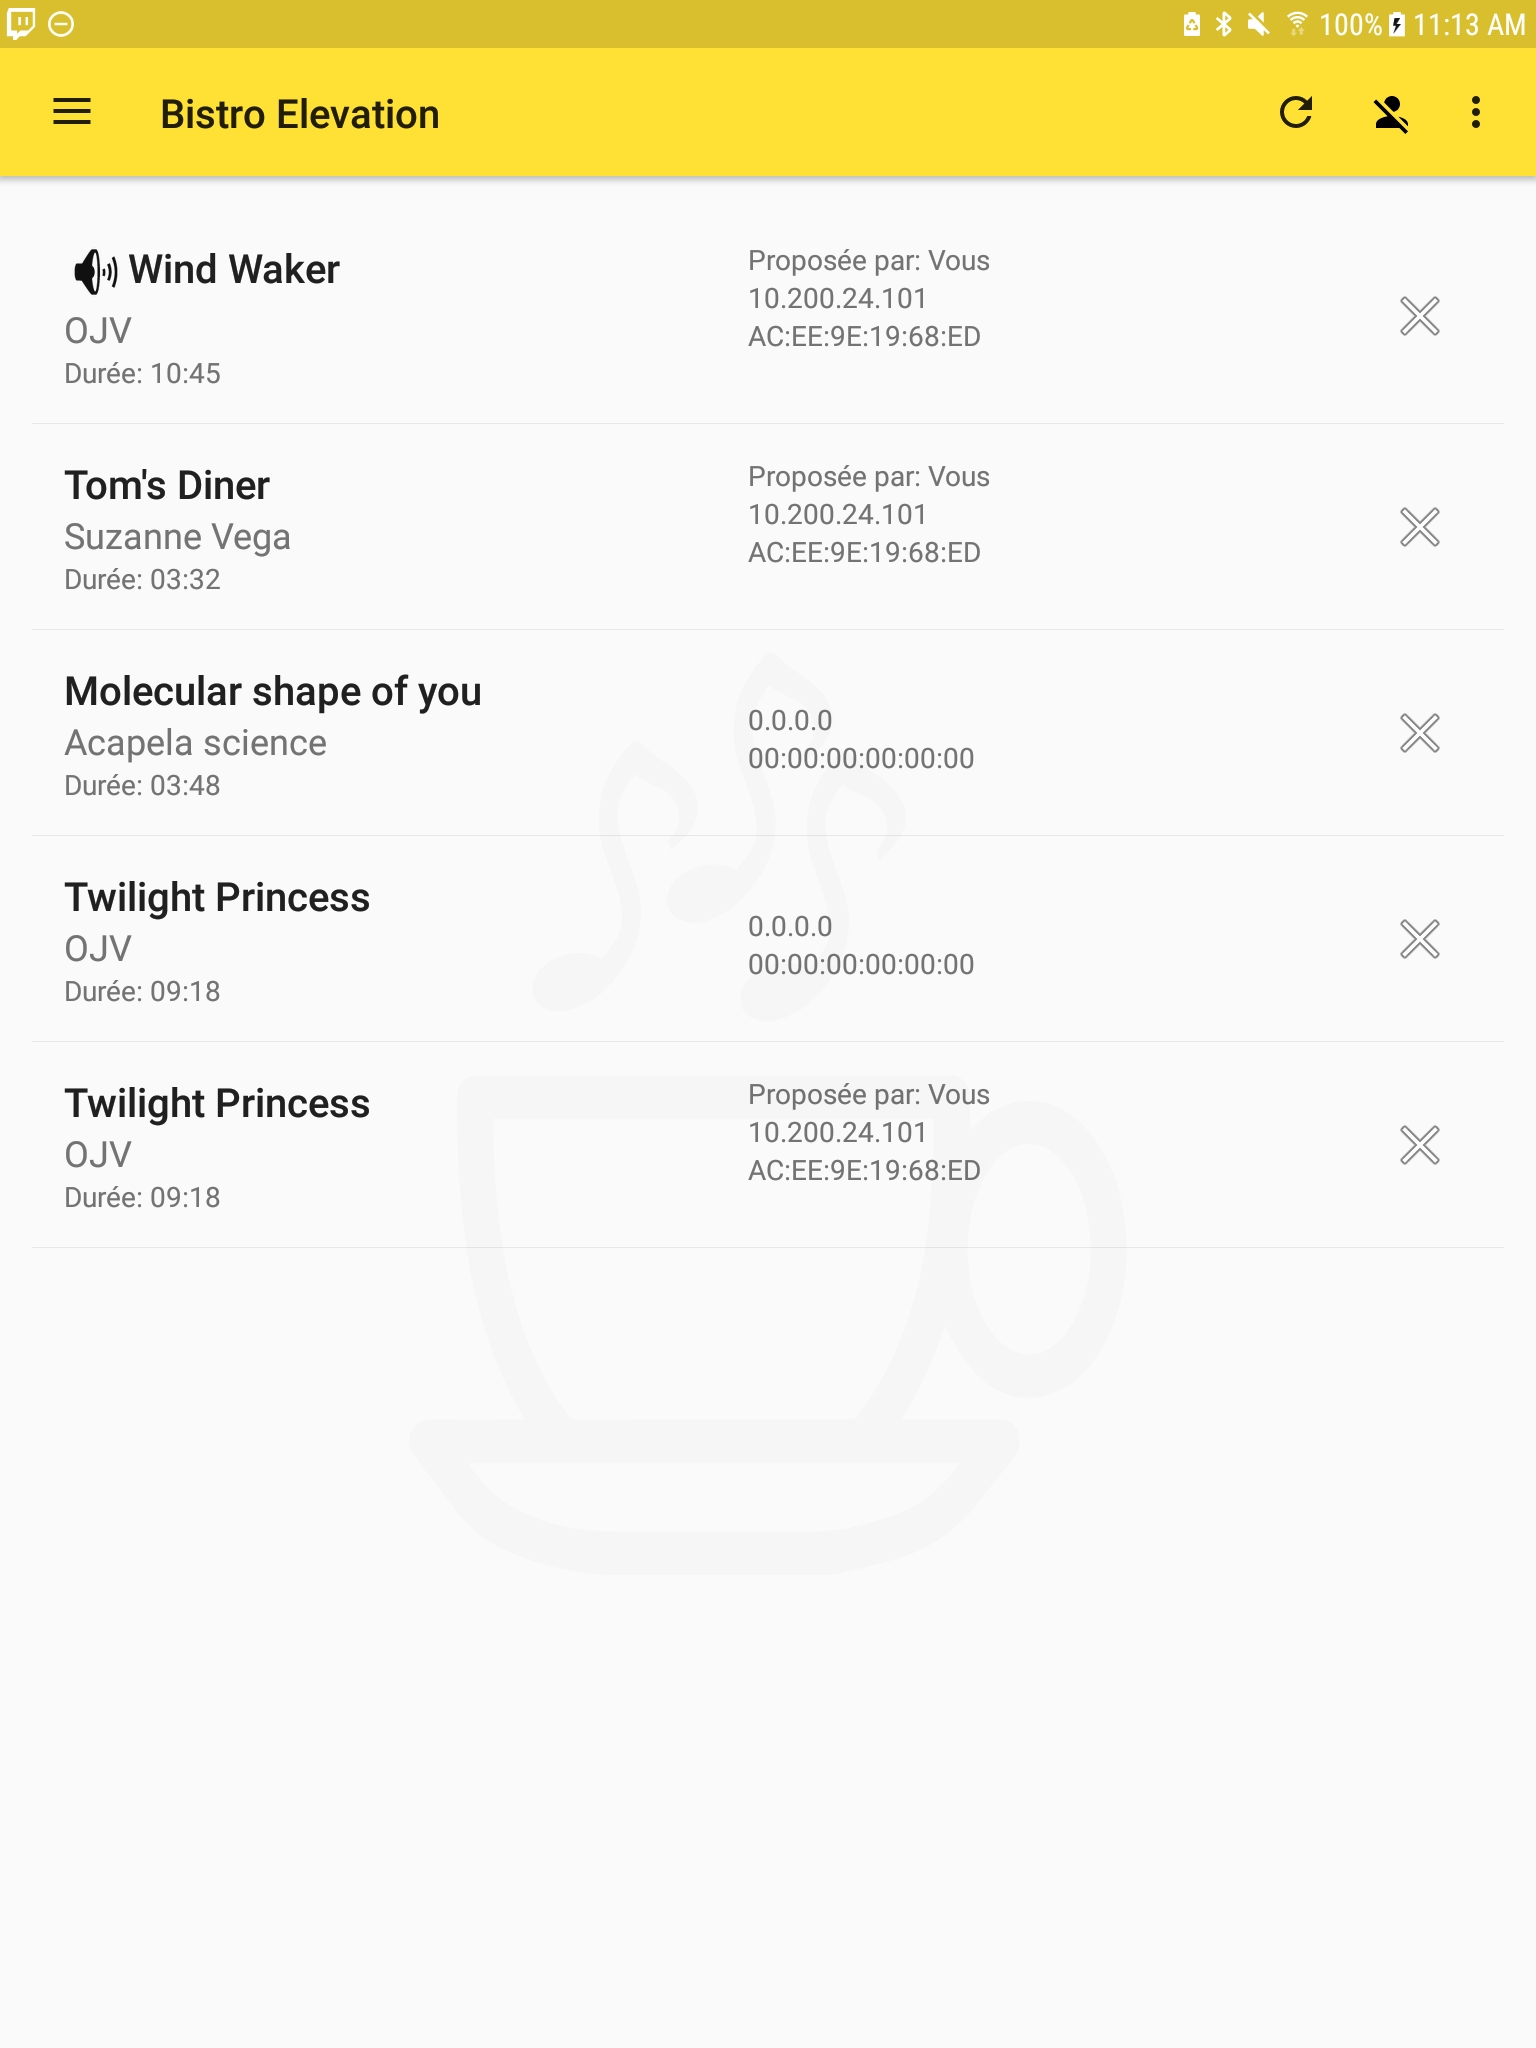 100% 11:13 AM
Bistro Elevation
Wind Waker
OJV
Durée: 10:45
Proposée par: Vous
10.200.24.101
AC:EE:9E:19:68:ED
Tom's Diner
Suzanne Vega
Durée: 03:32
Proposée par: Vous
10.200.24.101
AC:EE:9E:19:68:ED
Molecular shape of you
Acapela science
Durée: 03:48
0.0.0.0
00:00:00:00:00:00
Twilight Princess
OJV
Durée: 09:18
0.0.0.0
00:00:00:00:00:00
Twilight Princess
OJV
Durée: 09:18
Proposée par: Vous
10.200.24.101
AC:EE:9E:19:68:ED